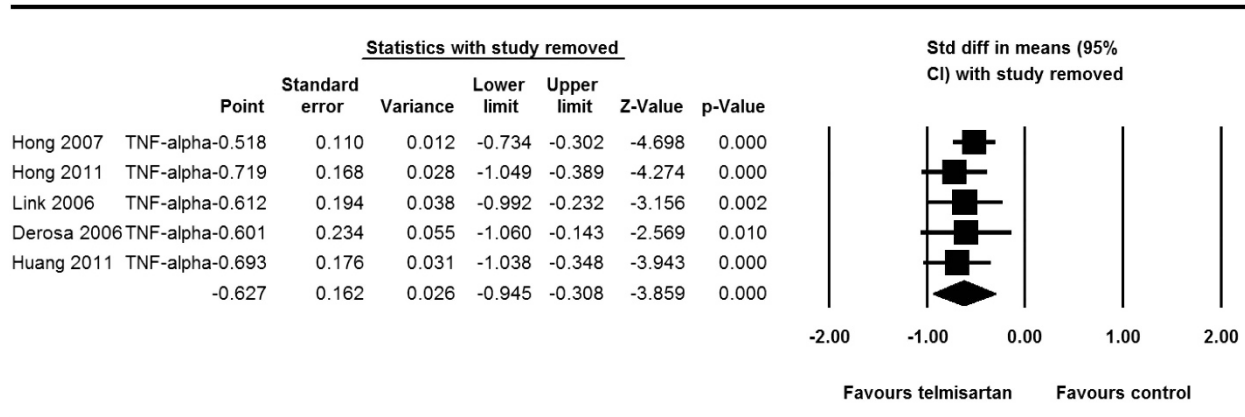 Statistics with study removed
Std diff in means (95%
CI) with study removed
Standard Lower Upper
Point error Variance limit limit Z-Value p-Value
Hong 2007 TNF-alpha-0.518 0.110 0.012 -0.734 -0.302 -4.698 0.000
Hong 2011 TNF-alpha-0.719 0.168 0.028 -1.049 -0.389 -4.274 0.000
Link 2006 TNF-alpha-0.612 0.194 0.038 -0.992 -0.232 -3.156 0.002
Derosa 2006 TNF-alpha-0.601 0.234 0.055 -1.060 -0.143 -2.569 0.010
Huang 2011 TNF-alpha-0.693 0.176 0.031 -1.038 -0.348 -3.943 0.000
-0.627 0.162 0.026 -0.945 -0.308 -3.859 0.000
-2.00 -1.00 0.00 1.00 2.00
Favours telmisartan Favours control